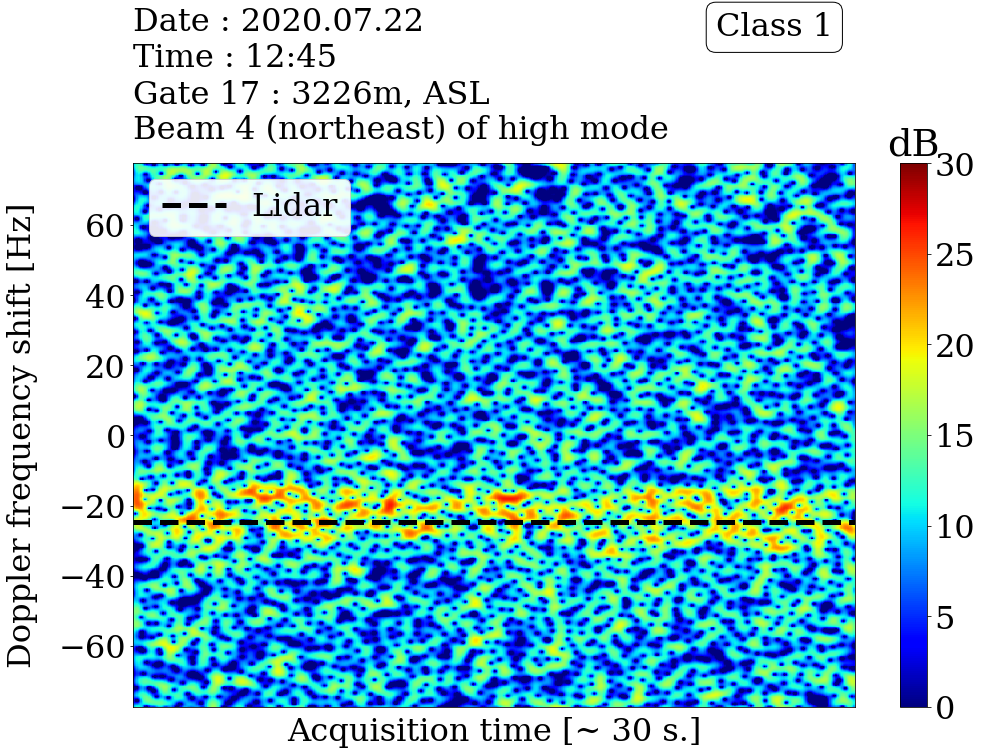 Date : 2020.07.22
Time : 12:45
Gate 17 : 3226m, ASL
Beam 4 (northeast) of high mode
Class 1
dB
Lidar
Doppler frequency shift [Hz]
60
40
20
0
−20
−40
−60
30
25
20
15
10
5
0
Acquisition time [~ 30 s.]